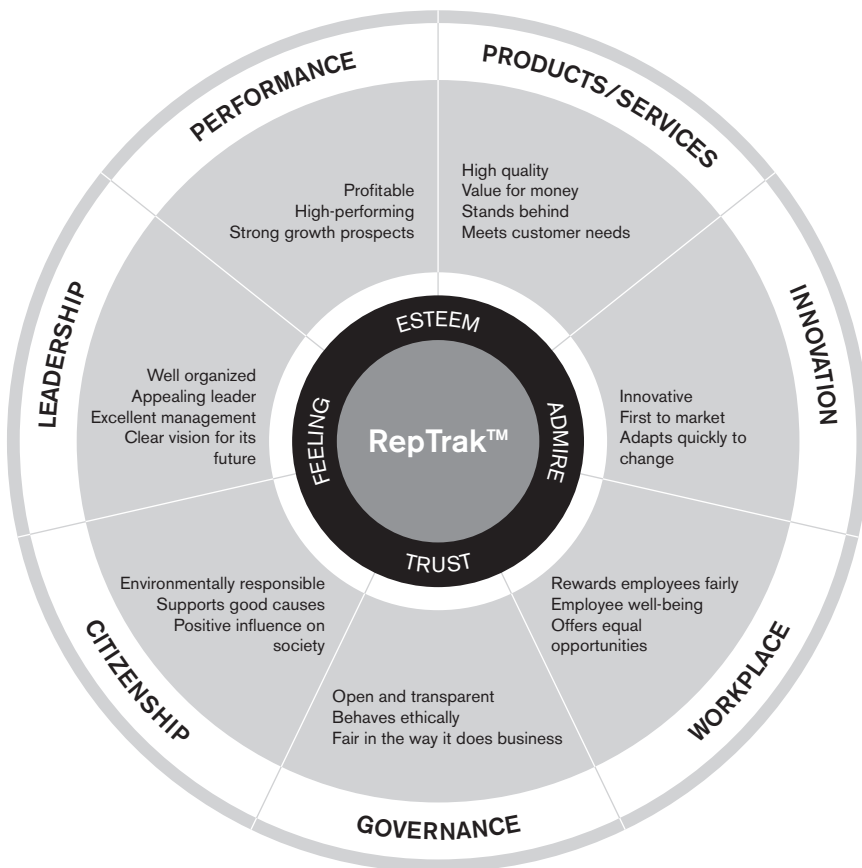 PERFORMANCE
PRODUCTS/SERVICES
Profitable
High-performing
Strong growth prospects
High quality
Value for money
Stands behind
Meets customer needs
LEADERSHIP
INNOVATION
Well organized
Appealing leader
Excellent management
Clear vision for its
future
ESTEEM
FEELING
RepTrak™
ADMIRE
TRUST
Innovative
First to market
Adapts quickly to
change
Environmentally responsible
Supports good causes
Positive influence on
society
Rewards employees fairly
Employee well-being
Offers equal
opportunities
CITIZENSHIP
WORKPLACE
Open and transparent
Behaves ethically
Fair in the way it does business
GOVERNANCE